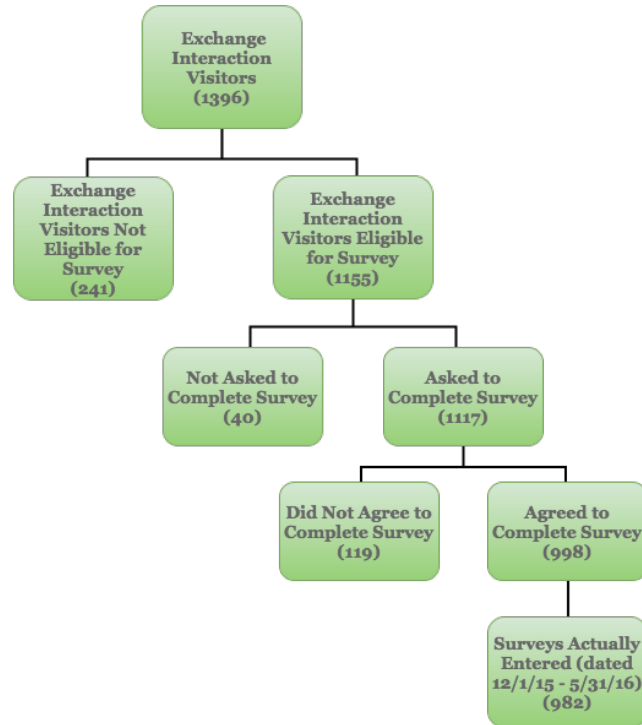 Exchange
Interaction
Visitors
(1396)
Exchange
Interaction
Visitors Not
Eligible for
Survey
(241)
Exchange
Interaction
Visitors Eligible
for Survey
(1155)
Not Asked to
Complete Survey
(40)
Asked to
Complete Survey
(1117)
Did Not Agree to
Complete Survey
(119)
Agreed to
Complete Survey
(998)
Surveys Actually
Entered (dated
12/1/15 - 5/31/16)
(982)